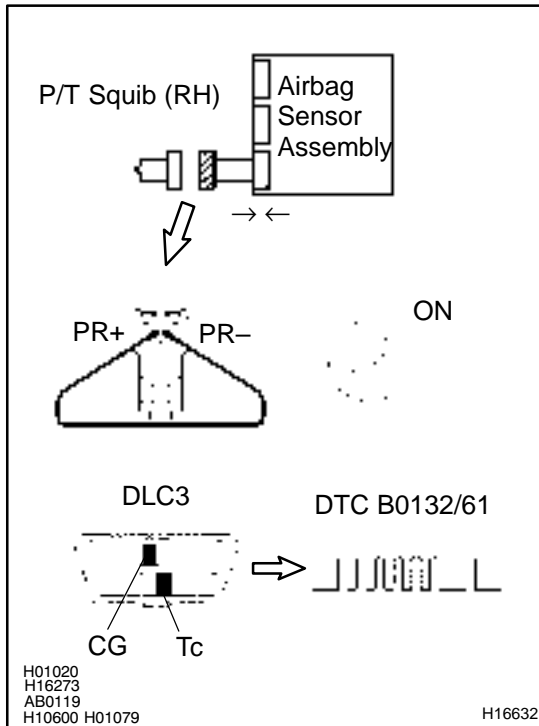 P/T Squib (RH)
Airbag
Sensor
Assembly
PR+
PR–
ON
DLC3
DTC B0132/61
CG
Tc
H01020
H16273
AB0119
H10600 H01079
H16632